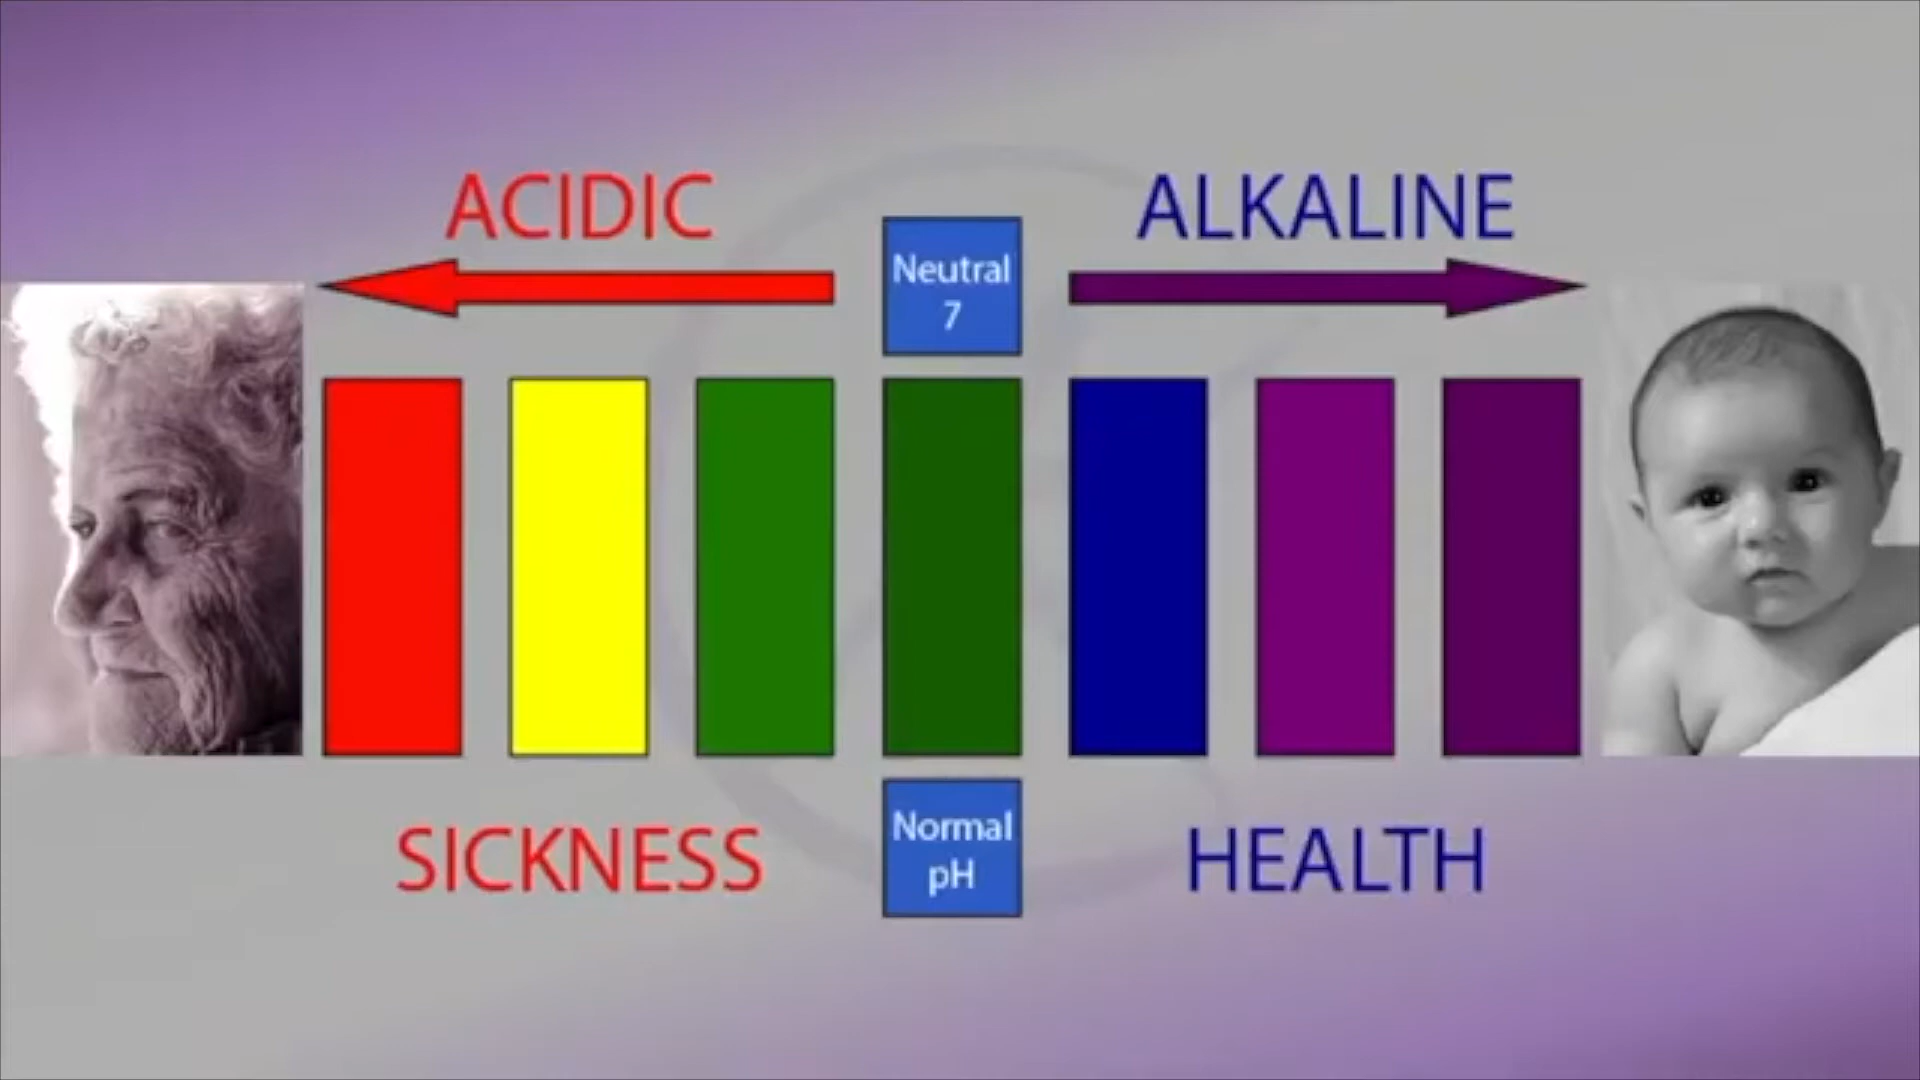 ACIDIC
ALKALINE
Neutral
7
SICKNESS
Normal
pH
HEALTH